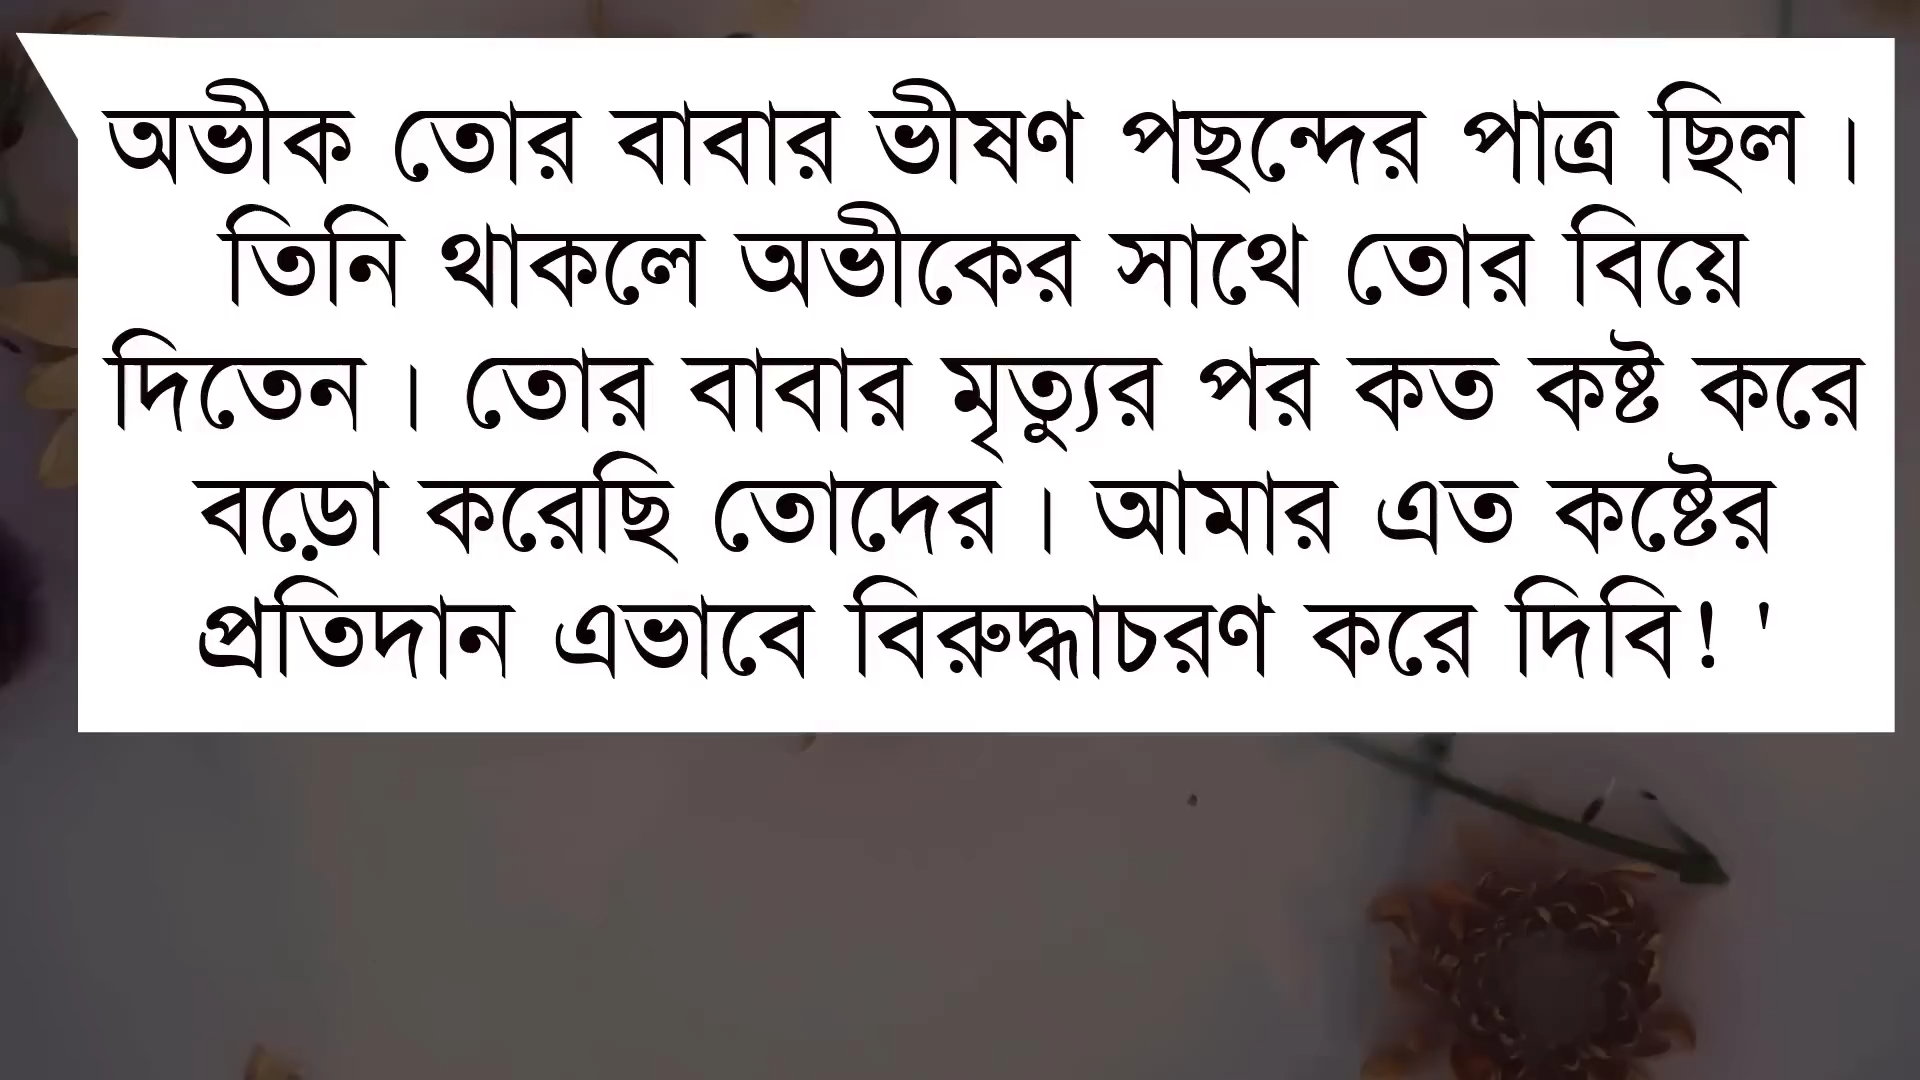 অভীক তোর বাবার ভীষণ পছন্দের পাত্র ছিল ।
তিনি থাকলে অভীকের সাথে তোর বিয়ে
দিতেন । তোর বাবার মৃত্যুর পর কত কষ্ট করে
বড়ো করেছি তোদের । আমার এত কষ্টের
প্রতিদান এভাবে বিরুদ্ধাচরণ করে দিবি! '